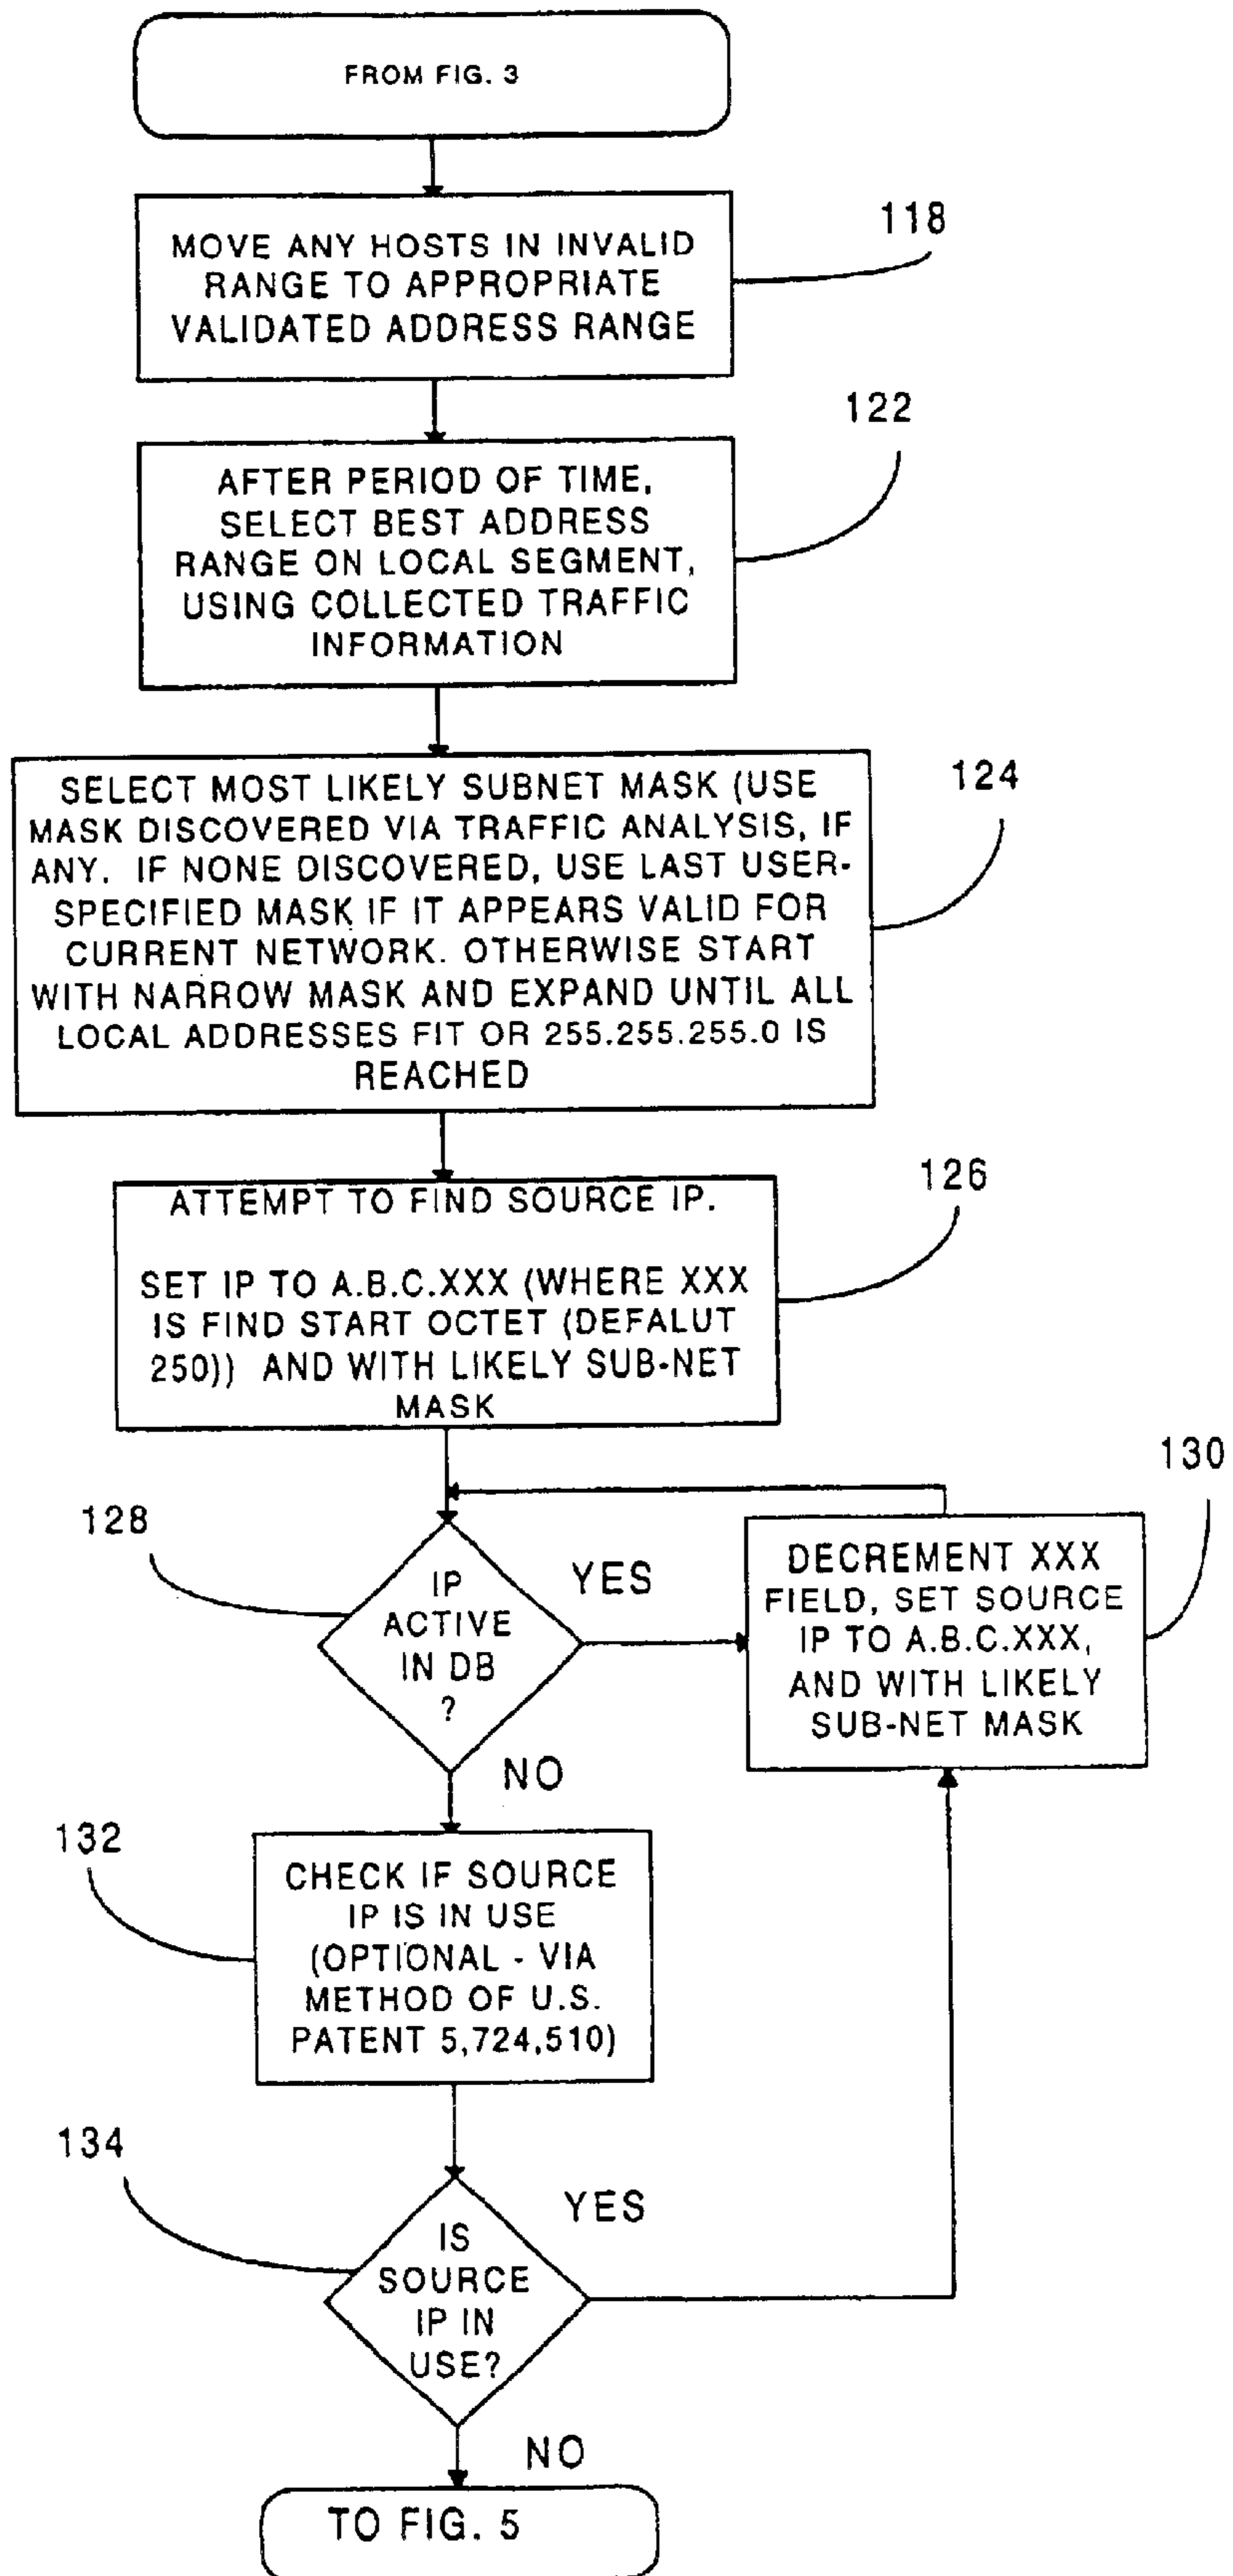 FROM FIG. 3
MOVE ANY HOSTS IN INVALID
RANGE TO APPROPRIATE
VALIDATED ADDRESS RANGE
118
AFTER PERIOD OF TIME,
SELECT BEST ADDRESS
RANGE ON LOCAL SEGMENT,
USING COLLECTED TRAFFIC
INFORMATION
122
SELECT MOST LIKELY SUBNET MASK (USE
MASK DISCOVERED VIA TRAFFIC ANALYSIS, IF
ANY. IF NONE DISCOVERED, USE LAST USER-
SPECIFIED MASK IF IT APPEARS VALID FOR
CURRENT NETWORK. OTHERWISE START
WITH NARROW MASK AND EXPAND UNTIL ALL
LOCAL ADDRESSES FIT OR 255.255.255.0 IS
REACHED
124
ATTEMPT TO FIND SOURCE IP.
SET IP TO A.B.C.XXX (WHERE XXX
IS FIND START OCTET (DEFALUT
250)) AND WITH LIKELY SUB-NET
MASK
126
128
IP
ACTIVE
IN DB
?
YES
NO
DECREMENT XXX
FIELD, SET SOURCE
IP TO A.B.C.XXX,
AND WITH LIKELY
SUB-NET MASK
130
132
CHECK IF SOURCE
IP IS IN USE
(OPTIONAL - VIA
METHOD OF U.S.
PATENT 5,724,510)
134
IS
SOURCE
IP IN
USE?
YES
NO
TO FIG. 5